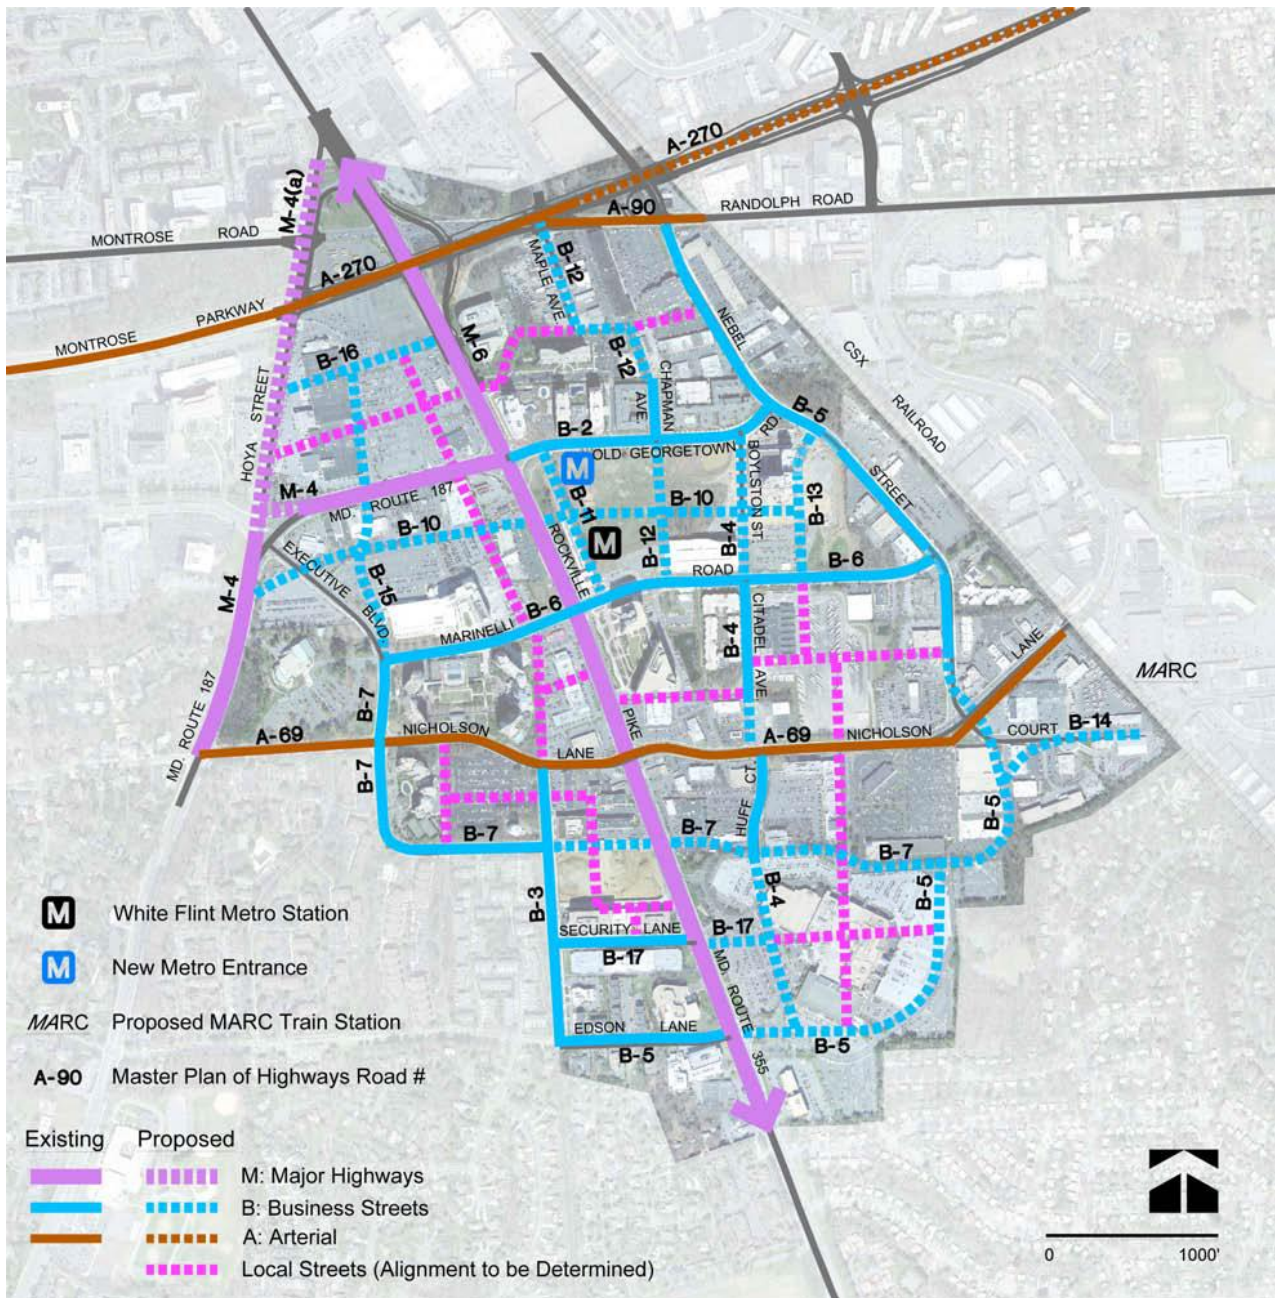 A-270
M-4(a)
A-90
RANDOLPH ROAD
MONTROSE ROAD
A-270
B-12
MAPLE AVE.
MONTROSE PARKWAY
NEBEL
M-6
B-16
B-12
CSX
CHAPMAN
AVE.
HOYA STREET
B-5
RAILROAD
B-2
OLD GEORGETOWN
RD.
BOYLSTON ST.
M
M-4
MD. ROUTE 187
STREET
B-11
B-10
B-13
B-10
ROCKVILLE
M
B-12
B-4
EXECUTIVE
BLVD
B-15
ROAD
B-6
M-4
B-6
MARINELLI
B-4
CITADEL
AVE
LANE
MARC
MD. ROUTE 187
B-7
PIKE
A-69
NICHOLSON
LANE
A-69
NICHOLSON
COURT
B-14
B-7
HUFF CT.
B-5
B-7
B-7
B-7
B-3
B-4
B-5
SECURITY LANE
B-17
B-17
MD. ROUTE 355
EDSON LANE
B-5
B-5
M White Flint Metro Station
M New Metro Entrance
MARC Proposed MARC Train Station
A-90 Master Plan of Highways Road #
Existing Proposed
M: Major Highways
B: Business Streets
A: Arterial
Local Streets (Alignment to be Determined)
0 1000'